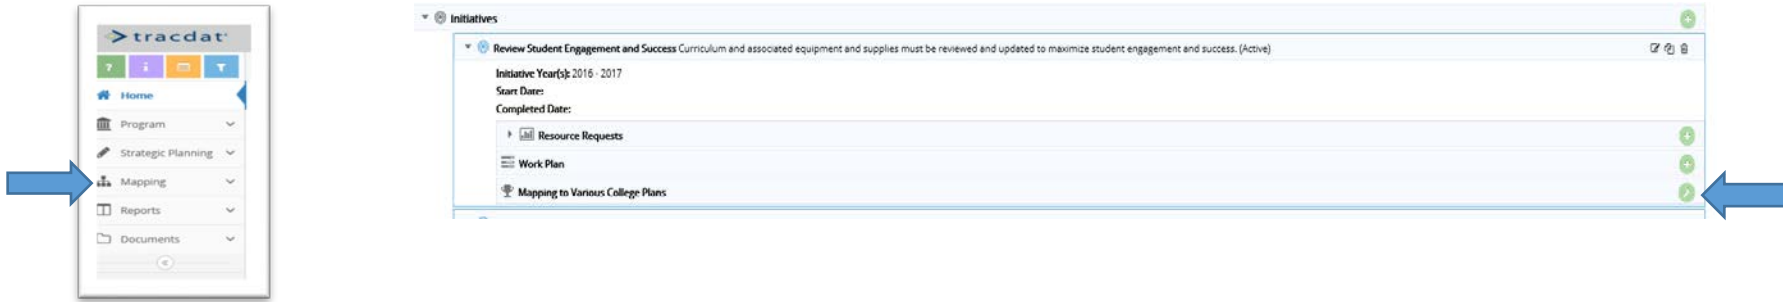 tracdat
? i
Home
Program
Strategic Planning
Mapping
Reports
Documents
Initiatives
Review Student Engagement and Success Curriculum and associated equipment and supplies must be reviewed and updated to maximize student engagement and success. (Active)
Initiative Year(s): 2016 - 2017
Start Date:
Completed Date:
Resource Requests
Work Plan
Mapping to Various College Plans